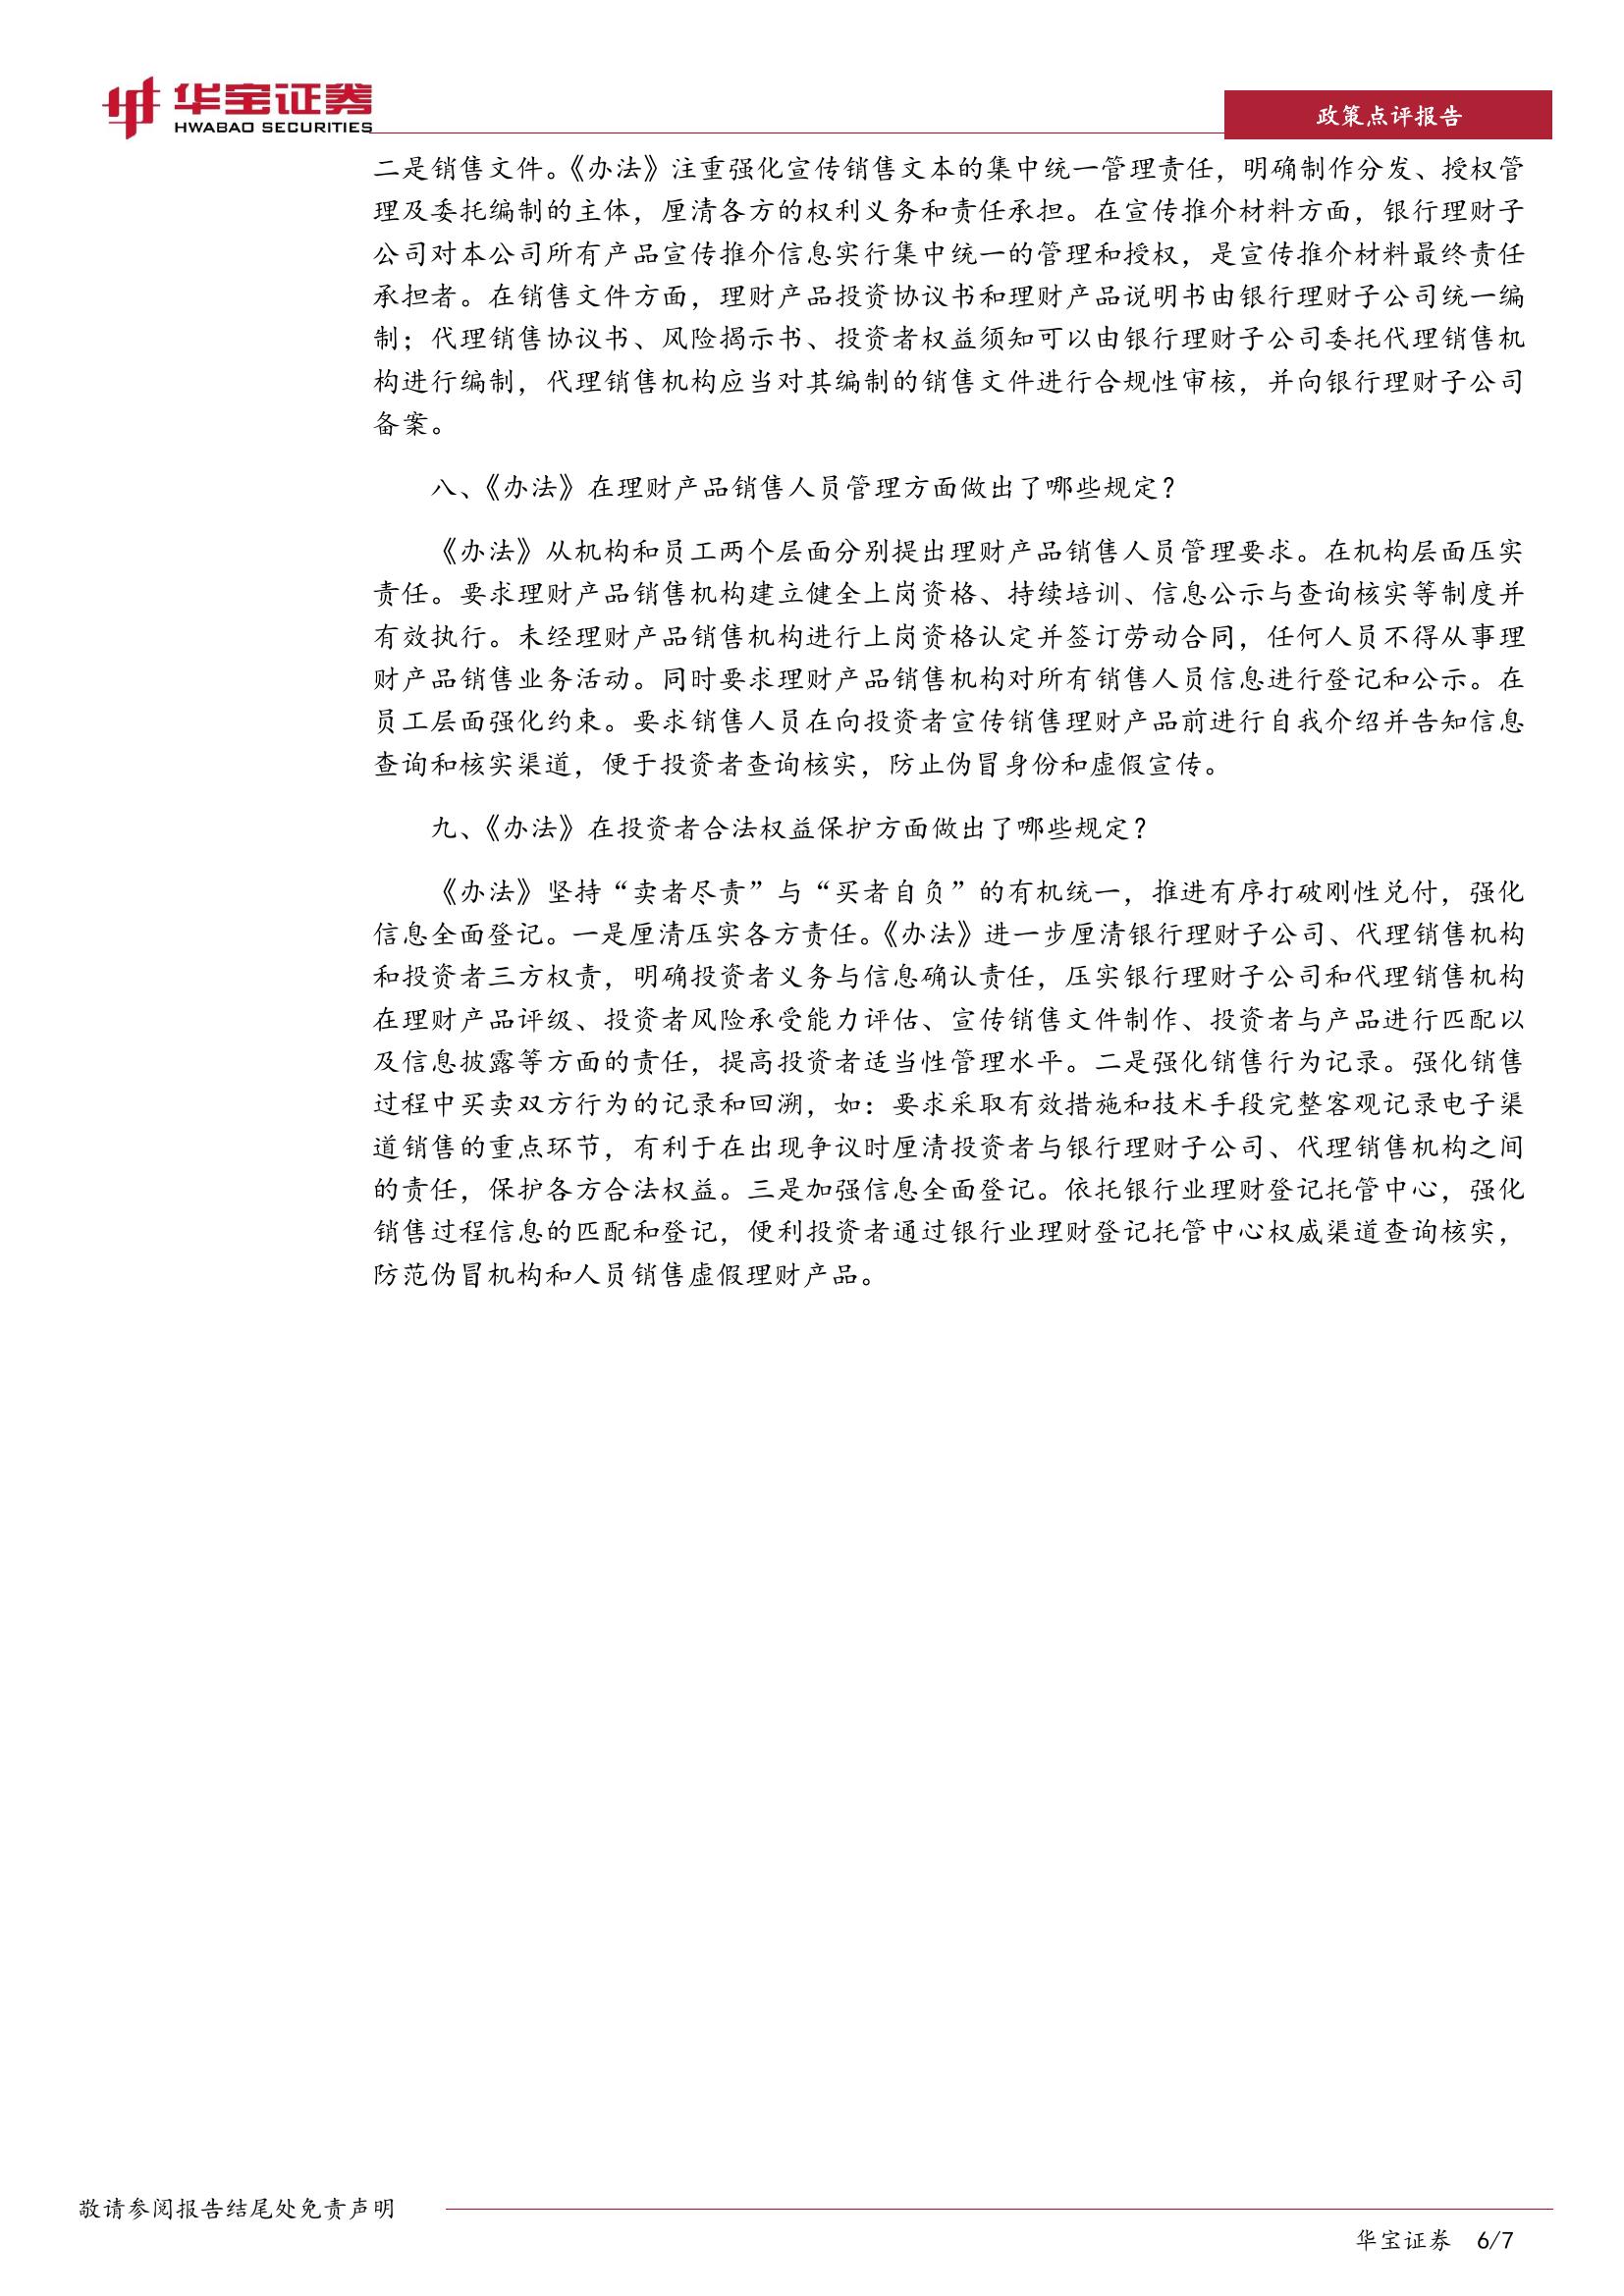 华宝证券
HWABAO SECURITIES
政策点评报告
二是销售文件。《办法》注重强化宣传销售文本的集中统一管理责任，明确制作分发、授权管
理及委托编制的主体，厘清各方的权利义务和责任承担。在宣传推介材料方面，银行理财子
公司对本公司所有产品宣传推介信息实行集中统一的管理和授权，是宣传推介材料最终责任
承担者。在销售文件方面，理财产品投资协议书和理财产品说明书由银行理财子公司统一编
制；代理销售协议书、风险揭示书、投资者权益须知可以由银行理财子公司委托代理销售机
构进行编制，代理销售机构应当对其编制的销售文件进行合规性审核，并向银行理财子公司
备案。
八、《办法》在理财产品销售人员管理方面做出了哪些规定？
《办法》从机构和员工两个层面分别提出理财产品销售人员管理要求。在机构层面压实
责任。要求理财产品销售机构建立健全上岗资格、持续培训、信息公示与查询核实等制度并
有效执行。未经理财产品销售机构进行上岗资格认定并签订劳动合同，任何人员不得从事理
财产品销售业务活动。同时要求理财产品销售机构对所有销售人员信息进行登记和公示。在
员工层面强化约束。要求销售人员在向投资者宣传销售理财产品前进行自我介绍并告知信息
查询和核实渠道，便于投资者查询核实，防止伪冒身份和虚假宣传。
九、《办法》在投资者合法权益保护方面做出了哪些规定？
《办法》坚持“卖者尽责”与“买者自负”的有机统一，推进有序打破刚性兑付，强化
信息全面登记。一是厘清压实各方责任。《办法》进一步厘清银行理财子公司、代理销售机构
和投资者三方权责，明确投资者义务与信息确认责任，压实银行理财子公司和代理销售机构
在理财产品评级、投资者风险承受能力评估、宣传销售文件制作、投资者与产品进行匹配以
及信息披露等方面的责任，提高投资者适当性管理水平。二是强化销售行为记录。强化销售
过程中买卖双方行为的记录和回溯，如：要求采取有效措施和技术手段完整客观记录电子渠
道销售的重点环节，有利于在出现争议时厘清投资者与银行理财子公司、代理销售机构之间
的责任，保护各方合法权益。三是加强信息全面登记。依托银行业理财登记托管中心，强化
销售过程信息的匹配和登记，便利投资者通过银行业理财登记托管中心权威渠道查询核实，
防范伪冒机构和人员销售虚假理财产品。
敬请参阅报告结尾处免责声明
华宝证券 6/7